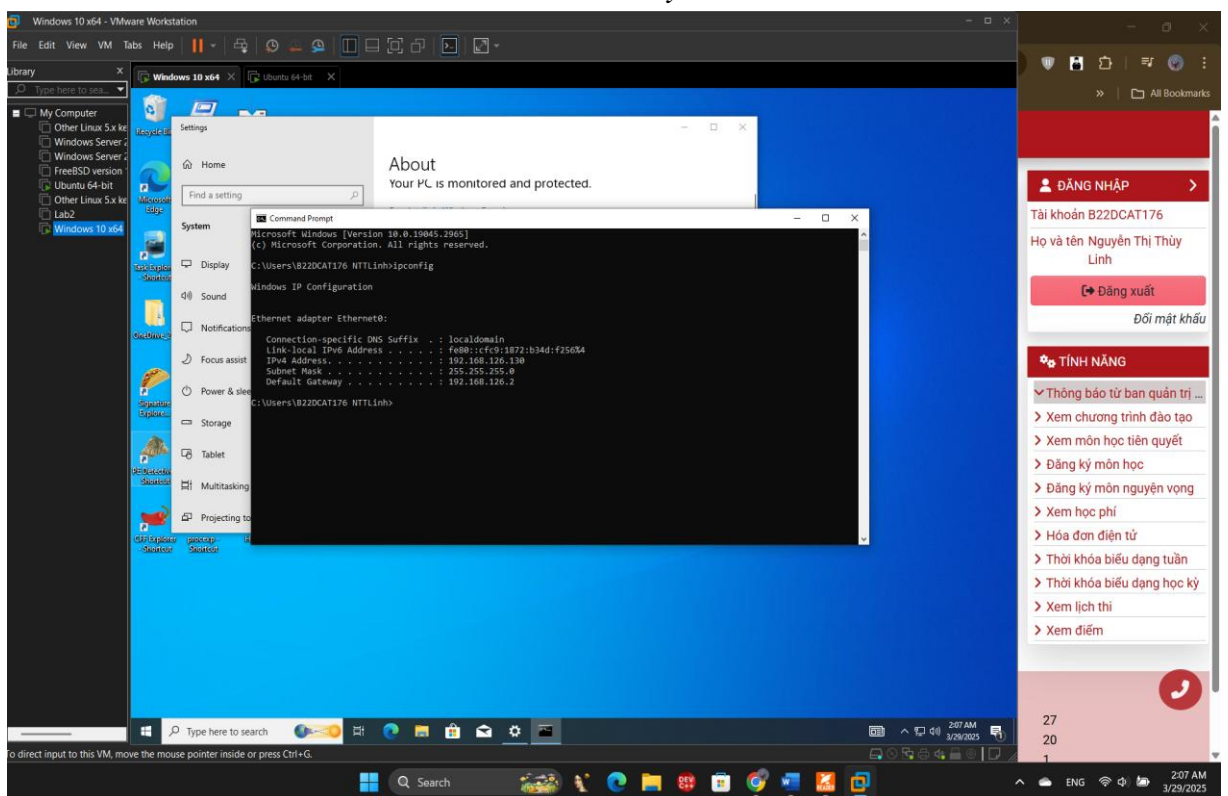 Windows 10 x64 - VMware Workstation
File Edit View VM Tabs Help
Library X
Type here to sea...
My Computer
Other Linux 5.x ke
Windows Server 2
Windows Server 2
FreeBSD version
Ubuntu 64-bit
Other Linux 5.x ke
Lab2
Windows 10 x64
Windows 10 x64 X
Ubuntu 64-bit X
Settings
Home
Find a setting
System
Display
Sound
Notifications
Focus assist
Power & slee
Storage
Tablet
Multitasking
Projecting to
About
Your PC is monitored and protected.
Command Prompt
Microsoft Windows [Version 10.0.19045.2965]
(c) Microsoft Corporation. All rights reserved.
C:\Users\B22DCAT176 NTTLinh>ipconfig
Windows IP Configuration
Ethernet adapter Ethernet0:
Connection-specific DNS Suffix . : localdomain
Link-local IPv6 Address . . . . . : fe80::cfc9:1872:b34d:f256%4
IPv4 Address. . . . . . . . . . . : 192.168.126.130
Subnet Mask . . . . . . . . . . . : 255.255.255.0
Default Gateway . . . . . . . . . : 192.168.126.2
C:\Users\B22DCAT176 NTTLinh>
Microsoft
Edge
CFF Explorer
- Shortcut
procexp -
Shortcut
Type here to search
2:07 AM
3/29/2025
To direct input to this VM, move the mouse pointer inside or press Ctrl+G.
» All Bookmarks
ĐĂNG NHẬP
Tài khoản B22DCAT176
Họ và tên Nguyễn Thị Thùy
Linh
Đăng xuất
Đổi mật khẩu
TÍNH NĂNG
Thông báo từ ban quản trị ...
Xem chương trình đào tạo
Xem môn học tiên quyết
Đăng ký môn học
Đăng ký môn nguyện vọng
Xem học phí
Hóa đơn điện tử
Thời khóa biểu dạng tuần
Thời khóa biểu dạng học kỳ
Xem lịch thi
Xem điểm
27
20
1
Search
ENG
2:07 AM
3/29/2025